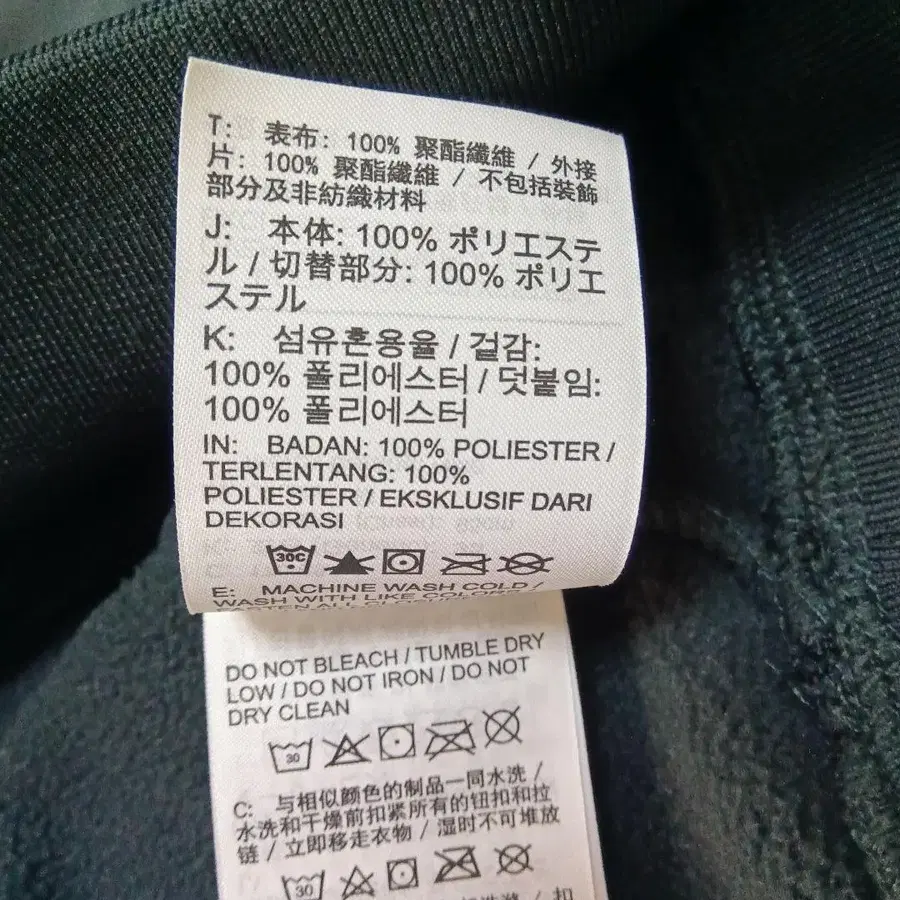 T: 表布: 100% 聚酯纖維 / 外接
片: 100% 聚酯纖維 / 不包括裝飾
部分及非紡織材料
J: 本体: 100% ポリエステ
ル / 切替部分: 100% ポリエ
ステル
K: 섬유혼용율 / 겉감:
100% 폴리에스터 / 덧붙임:
100% 폴리에스터
IN: BADAN: 100% POLIESTER /
TERLENTANG: 100%
POLIESTER / EKSKLUSIF DARI
DEKORASI
30C
E: MACHINE WASH COLD /
WASH WITH LIKE COLORS
DO NOT BLEACH / TUMBLE DRY
LOW / DO NOT IRON / DO NOT
DRY CLEAN
30
C: 与相似颜色的制品一同水洗 /
水洗和干燥前扣紧所有的钮扣和拉
链 / 立即移走衣物 / 湿时不可堆放
30